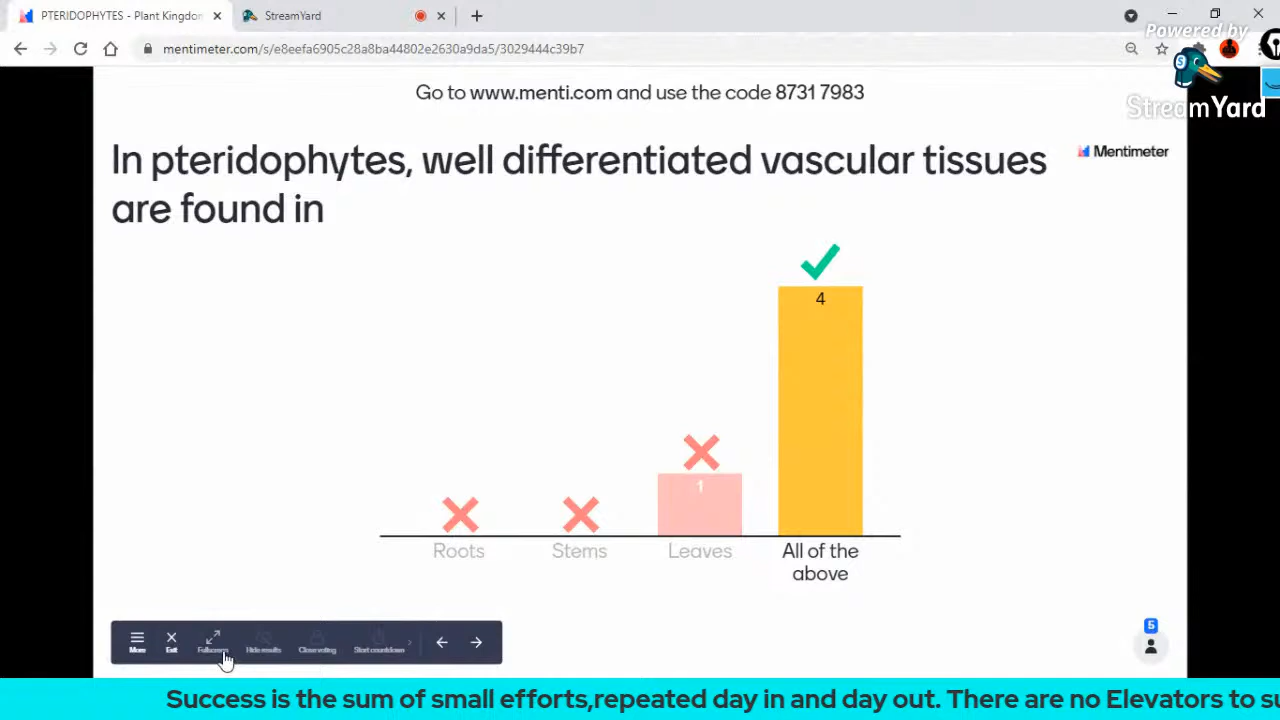 PTERIDOPHYTES - Plant Kingdom
StreamYard
mentimeter.com/s/e8eefa6905c28a8ba44802e2630a9da5/3029444c39b7
Powered by
StreamYard
Go to www.menti.com and use the code 8731 7983
In pteridophytes, well differentiated vascular tissues
are found in
Mentimeter
4
1
Roots Stems Leaves All of the
above
More Exit Fullscreen Hide results Close voting Start countdown
5
Success is the sum of small efforts,repeated day in and day out. There are no Elevators to su